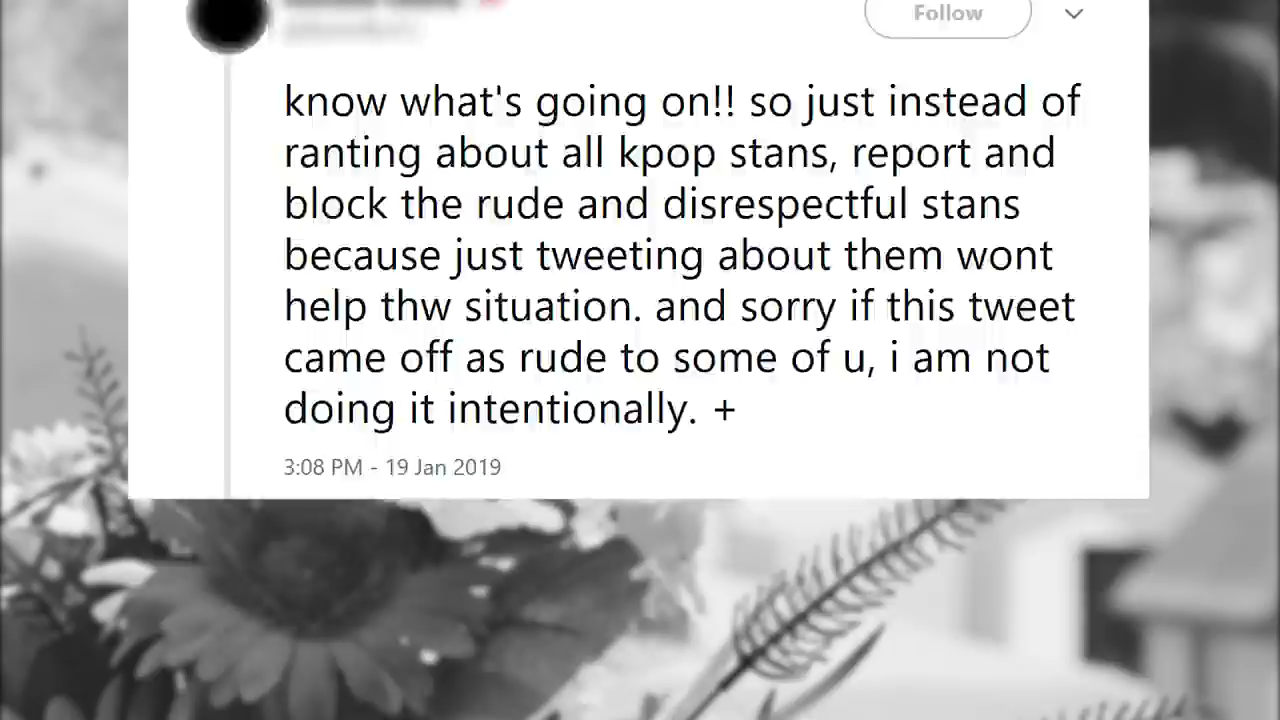 Follow
know what's going on!! so just instead of
ranting about all kpop stans, report and
block the rude and disrespectful stans
because just tweeting about them wont
help thw situation. and sorry if this tweet
came off as rude to some of u, i am not
doing it intentionally. +
3:08 PM - 19 Jan 2019